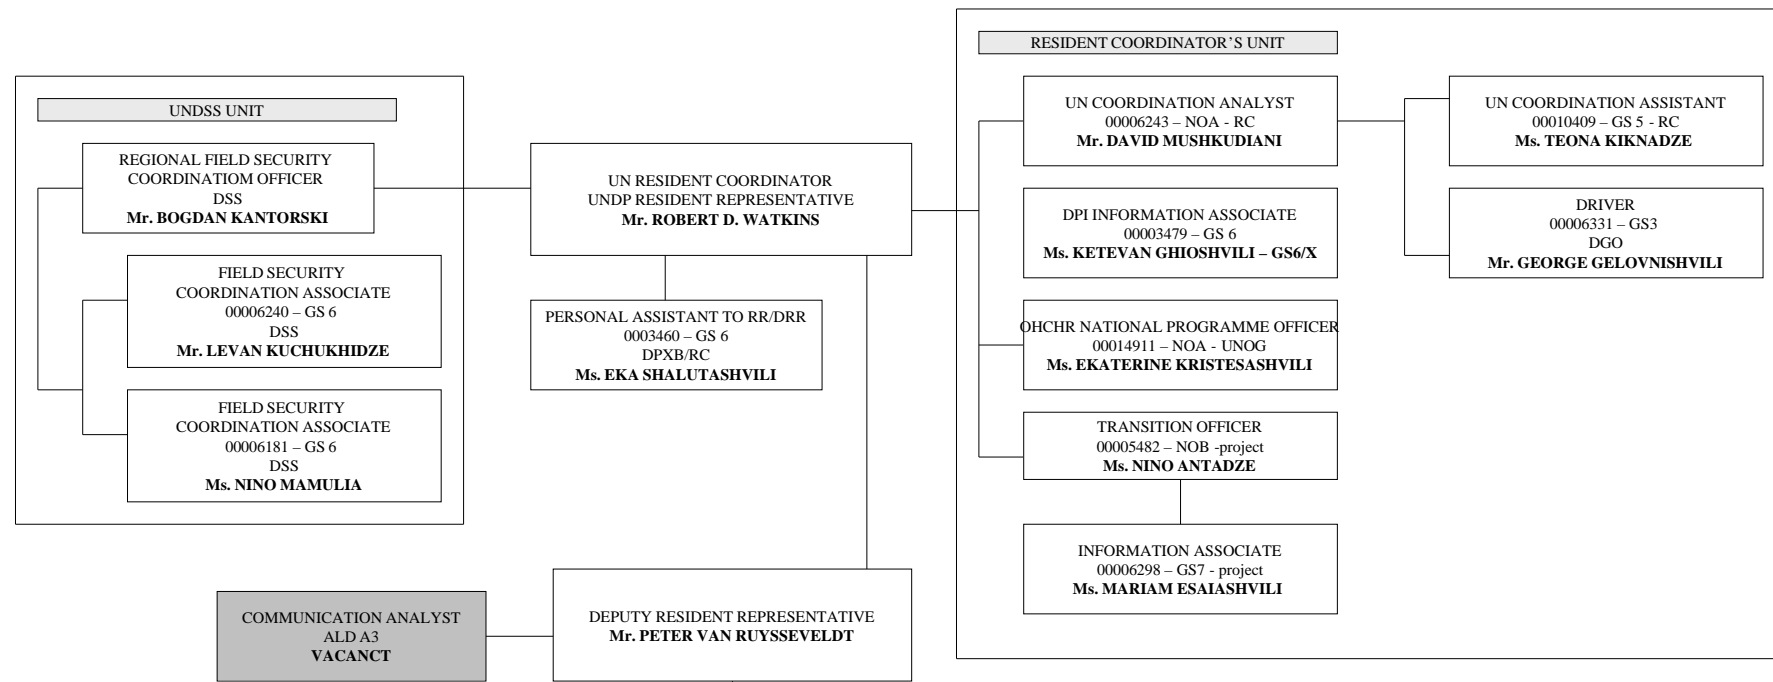 UNDSS UNIT
REGIONAL FIELD SECURITY
COORDINATIOM OFFICER
DSS
Mr. BOGDAN KANTORSKI
FIELD SECURITY
COORDINATION ASSOCIATE
00006240 – GS 6
DSS
Mr. LEVAN KUCHUKHIDZE
FIELD SECURITY
COORDINATION ASSOCIATE
00006181 – GS 6
DSS
Ms. NINO MAMULIA
UN RESIDENT COORDINATOR
UNDP RESIDENT REPRESENTATIVE
Mr. ROBERT D. WATKINS
PERSONAL ASSISTANT TO RR/DRR
0003460 – GS 6
DPXB/RC
Ms. EKA SHALUTASHVILI
COMMUNICATION ANALYST
ALD A3
VACANCT
DEPUTY RESIDENT REPRESENTATIVE
Mr. PETER VAN RUYSSEVELDT
RESIDENT COORDINATOR'S UNIT
UN COORDINATION ANALYST
00006243 – NOA - RC
Mr. DAVID MUSHKUDIANI
UN COORDINATION ASSISTANT
00010409 – GS 5 - RC
Ms. TEONA KIKNADZE
DRIVER
00006331 – GS3
DGO
Mr. GEORGE GELOVNISHVILI
DPI INFORMATION ASSOCIATE
00003479 – GS 6
Ms. KETEVAN GHIOSHVILI – GS6/X
OHCHR NATIONAL PROGRAMME OFFICER
00014911 – NOA - UNOG
Ms. EKATERINE KRISTESASHVILI
TRANSITION OFFICER
00005482 – NOB -project
Ms. NINO ANTADZE
INFORMATION ASSOCIATE
00006298 – GS7 - project
Ms. MARIAM ESAIASHVILI